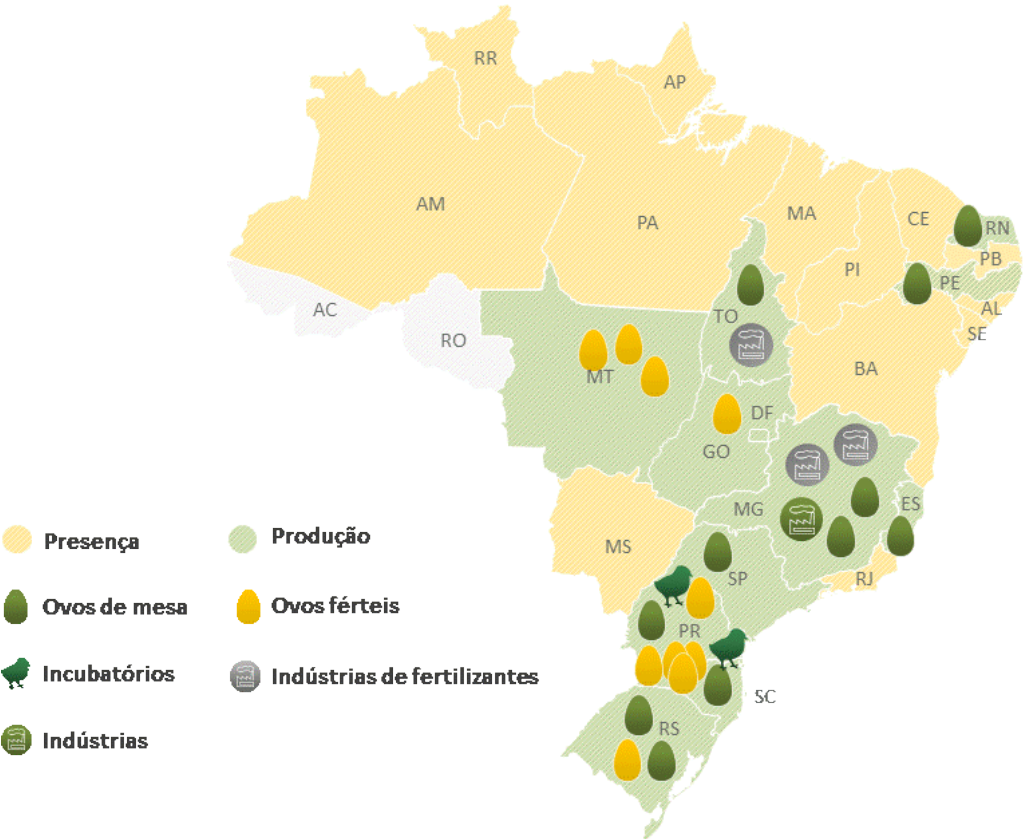 RR
AP
AM
PA
MA
CE
RN
PI
PB
PE
AL
SE
AC
RO
TO
BA
MT
DF
GO
MG
ES
MS
SP
RJ
PR
SC
RS
Presença
Produção
Ovos de mesa
Ovos férteis
Incubatórios
Indústrias de fertilizantes
Indústrias